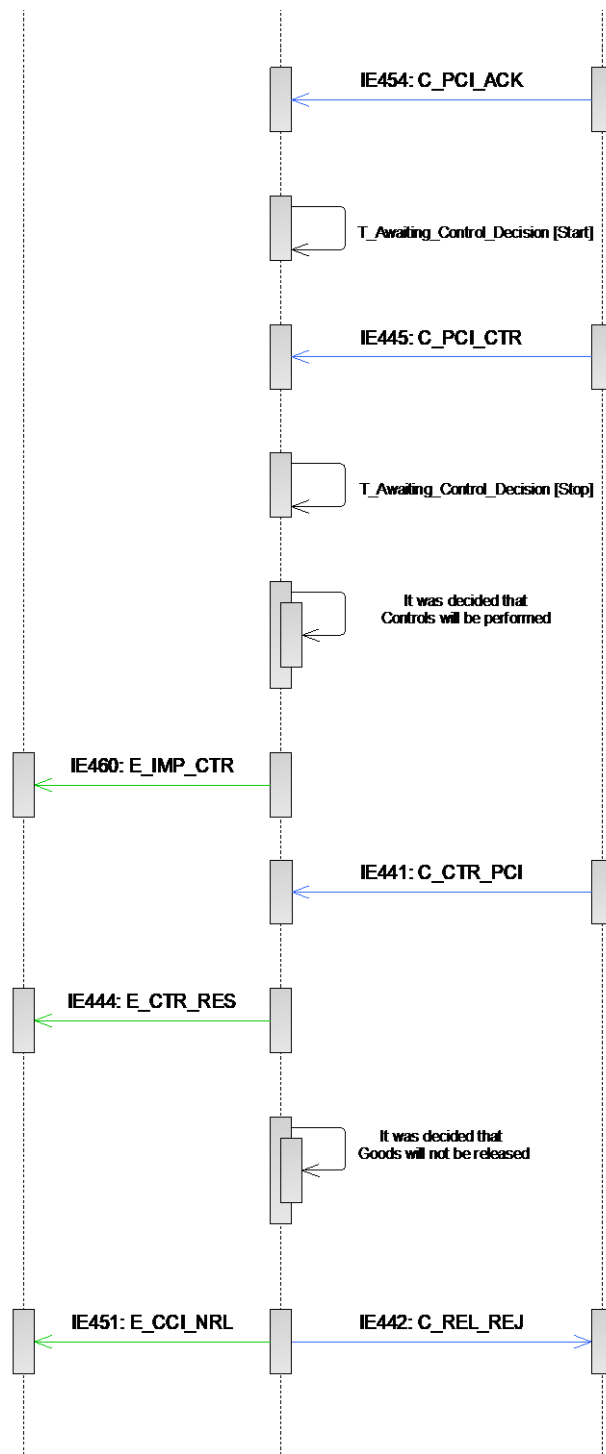 IE454: C_PCI_ACK
T_Awaiting_Control_Decision [Start]
IE445: C_PCI_CTR
T_Awaiting_Control_Decision [Stop]
It was decided that
Controls will be performed
IE460: E_IMP_CTR
IE441: C_CTR_PCI
IE444: E_CTR_RES
It was decided that
Goods will not be released
IE451: E_CCI_NRL
IE442: C_REL_REJ